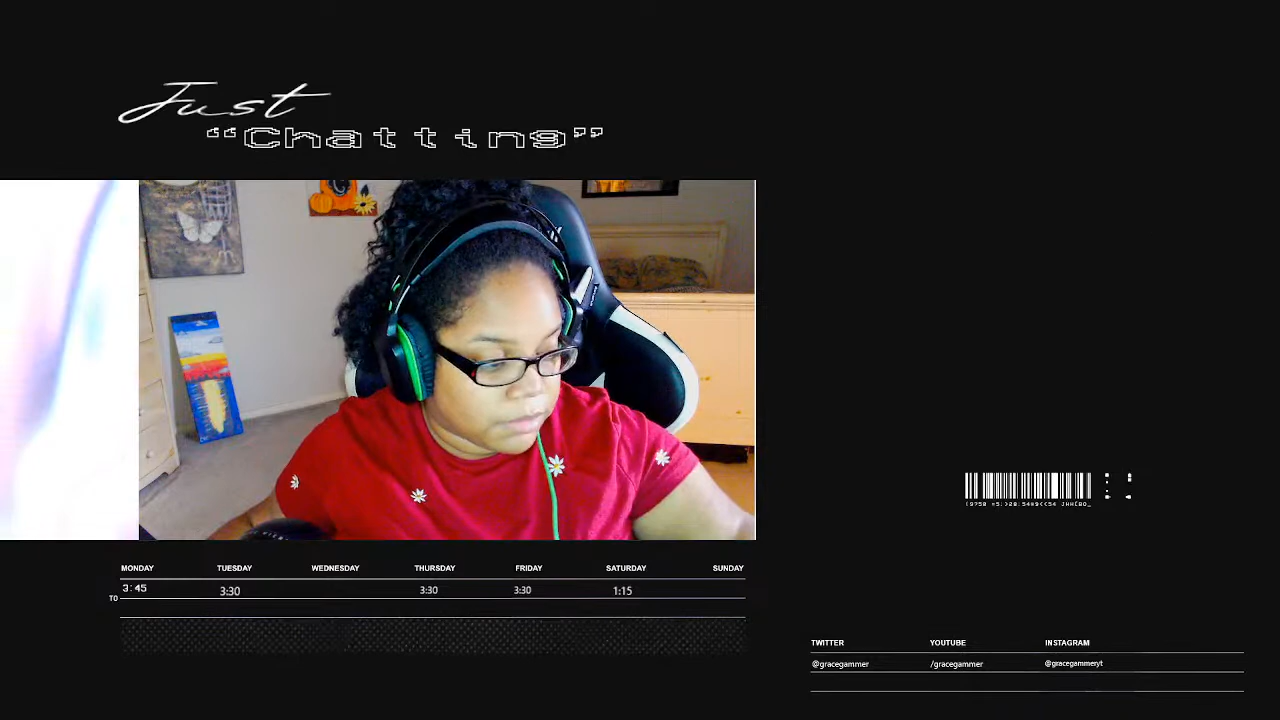 Just
“Chatting”
MONDAY TUESDAY WEDNESDAY THURSDAY FRIDAY SATURDAY SUNDAY
3:45 3:30 3:30 3:30 1:15
TO
TWITTER YOUTUBE INSTAGRAM
@gracegammer /gracegammer @gracegammeryt